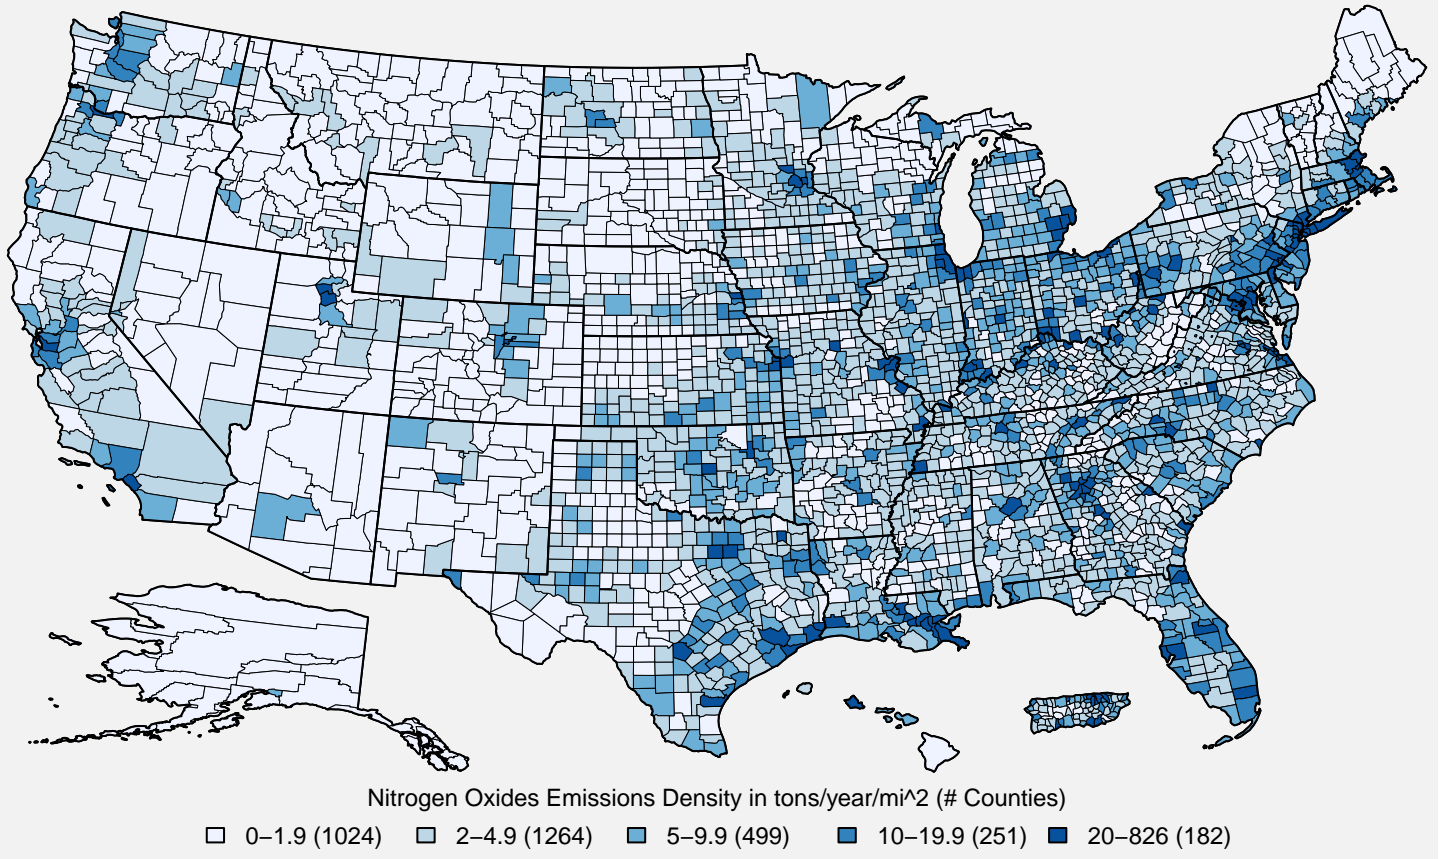 Nitrogen Oxides Emissions Density in tons/year/mi^2 (# Counties)
0−1.9 (1024) 2−4.9 (1264) 5−9.9 (499) 10−19.9 (251) 20−826 (182)